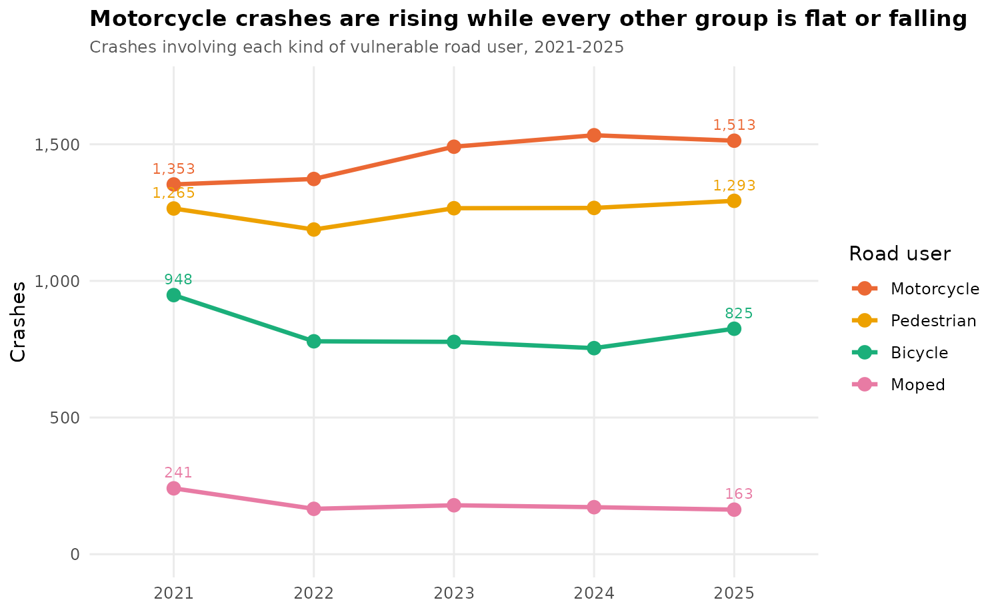 Motorcycle crashes are rising while every other group is flat or falling
Crashes involving each kind of vulnerable road user, 2021-2025
Crashes
1,500
1,000
500
0
1,353
1,265
948
241
1,513
1,293
825
163
2021
2022
2023
2024
2025
Road user
Motorcycle
Pedestrian
Bicycle
Moped